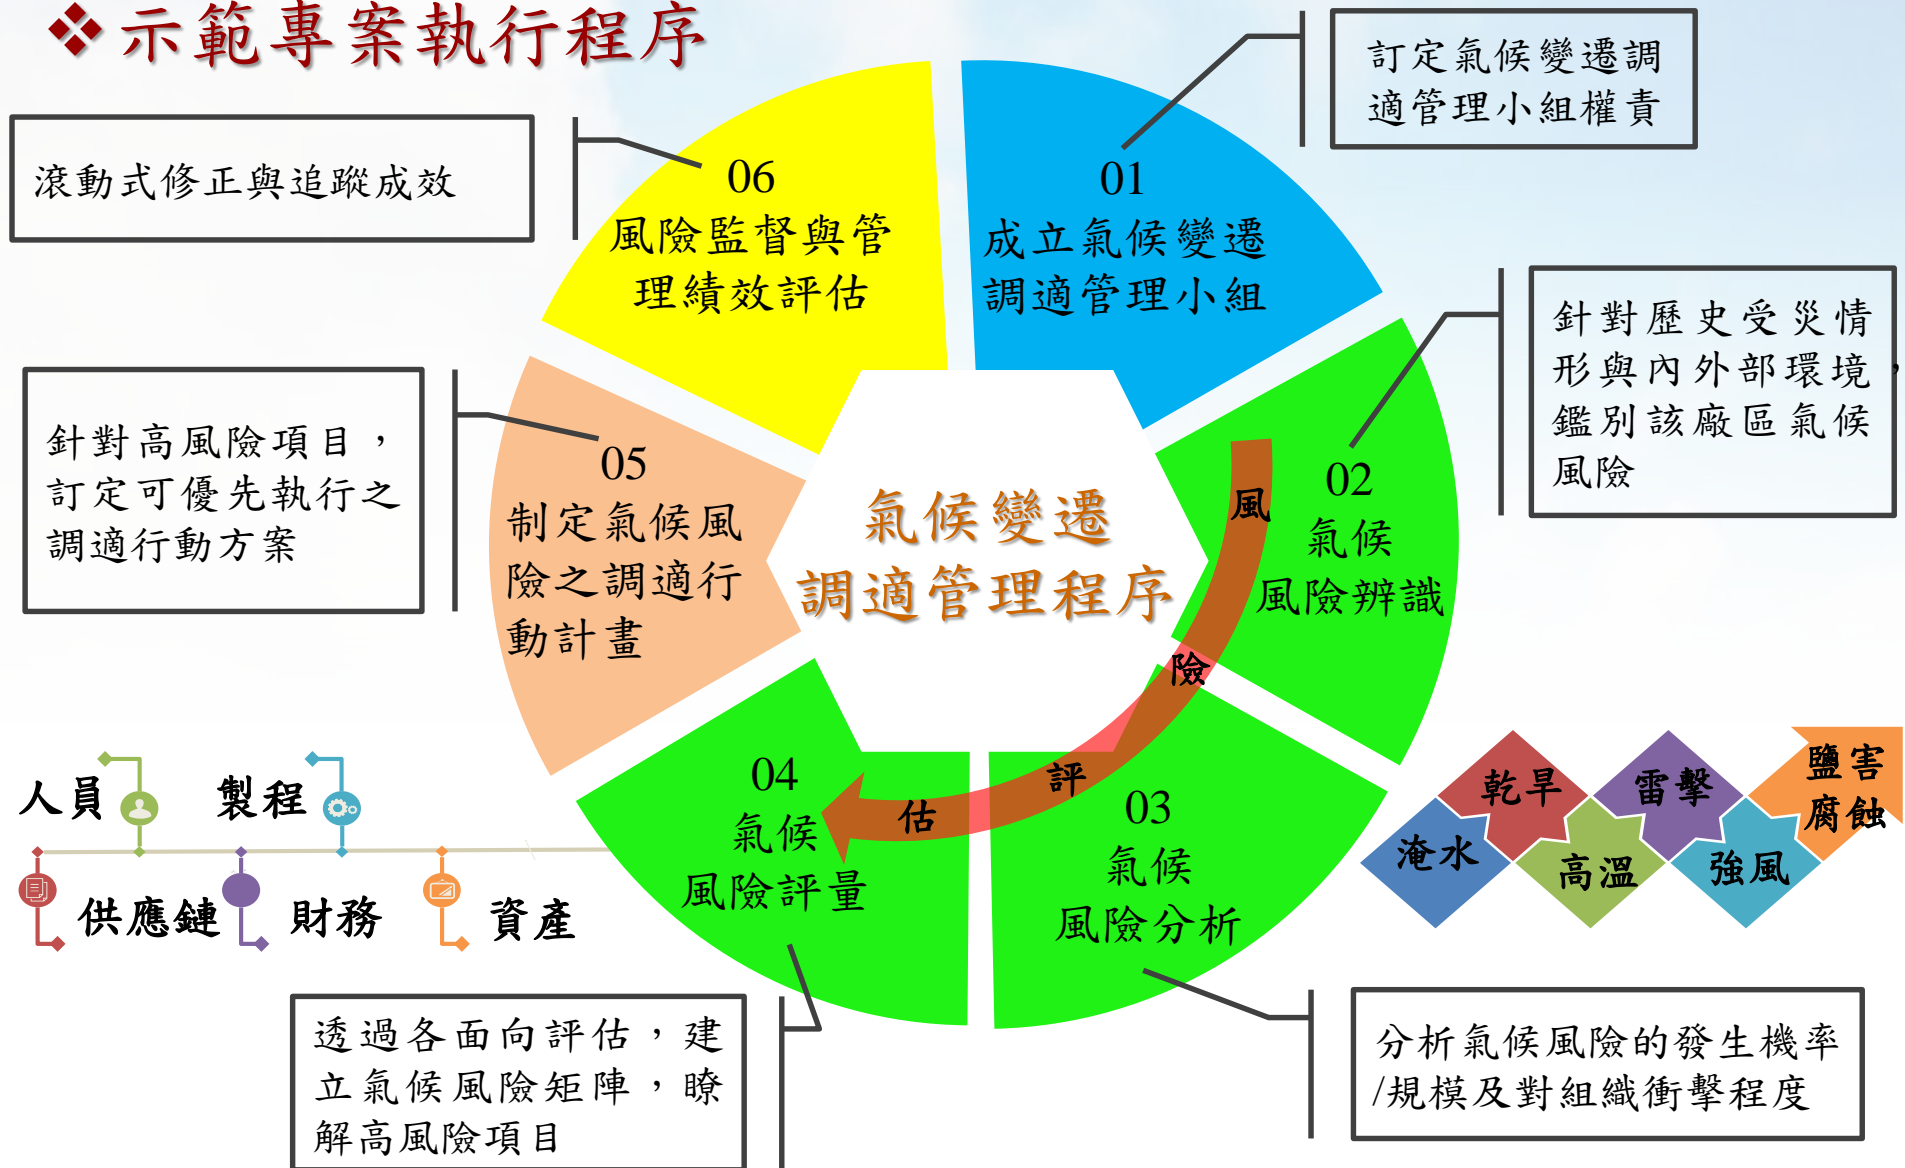 ❖示範專案執行程序
訂定氣候變遷調
適管理小組權責
01
成立氣候變遷
調適管理小組
針對歷史受災情
形與內外部環境，
鑑別該廠區氣候
風險
02
氣候
風險辨識
03
氣候
風險分析
分析氣候風險的發生機率
/規模及對組織衝擊程度
04
氣候
風險評量
透過各面向評估，建
立氣候風險矩陣，瞭
解高風險項目
05
制定氣候風
險之調適行
動計畫
針對高風險項目，
訂定可優先執行之
調適行動方案
06
風險監督與管
理績效評估
滾動式修正與追蹤成效
氣候變遷
調適管理程序
風
險
評
估
人員
製程
供應鏈
財務
資產
淹水
乾旱
高溫
雷擊
強風
鹽害
腐蝕